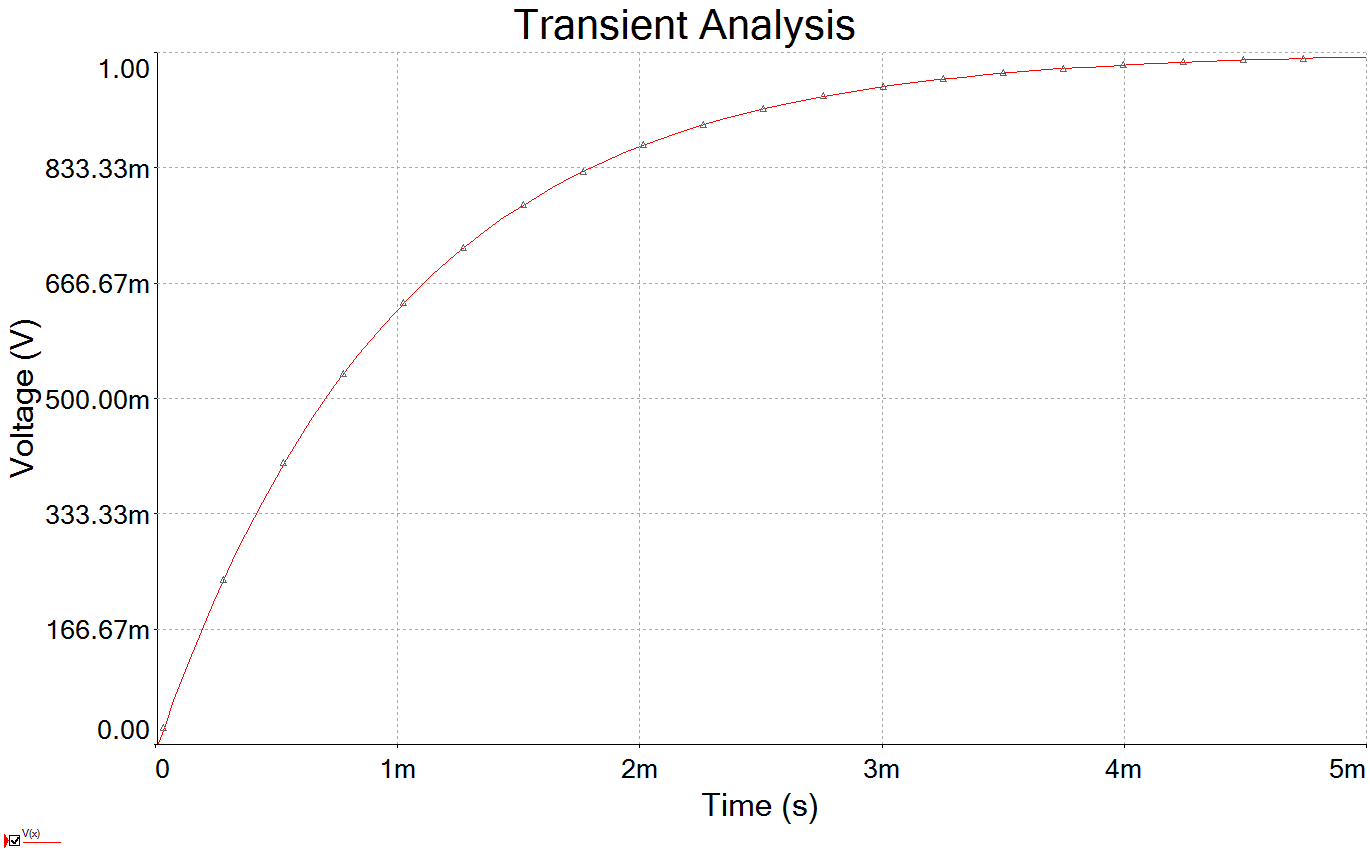 Transient Analysis
1.00
833.33m
666.67m
500.00m
333.33m
166.67m
0.00
Voltage (V)
0 1m 2m 3m 4m 5m
Time (s)
V(x)